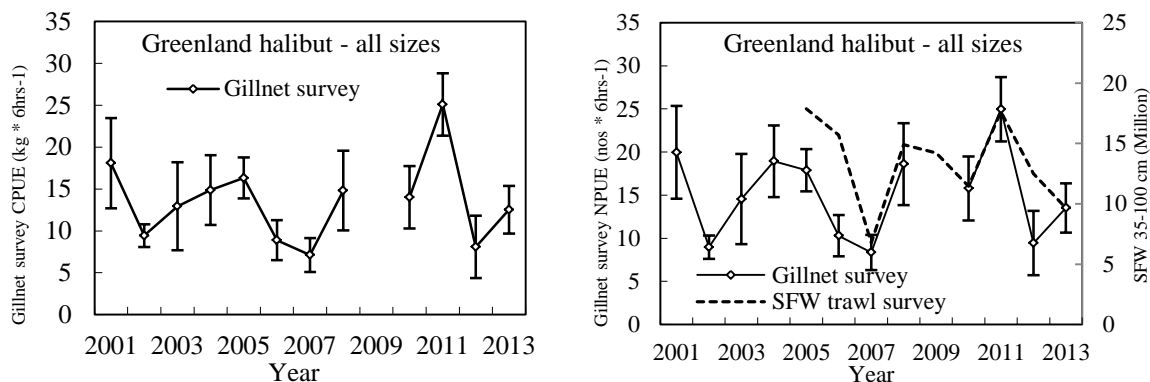 Greenland halibut - all sizes
Gillnet survey
Gillnet survey CPUE (kg * 6hrs-1)
35
30
25
20
15
10
5
0
2001 2003 2005 2007 2009 2011 2013
Year
Greenland halibut - all sizes
Gillnet survey
SFW trawl survey
Gillnet survey NPUE (nos * 6hrs-1)
35
30
25
20
15
10
5
0
SFW 35-100 cm (Million)
25
20
15
10
5
0
2001 2003 2005 2007 2009 2011 2013
Year